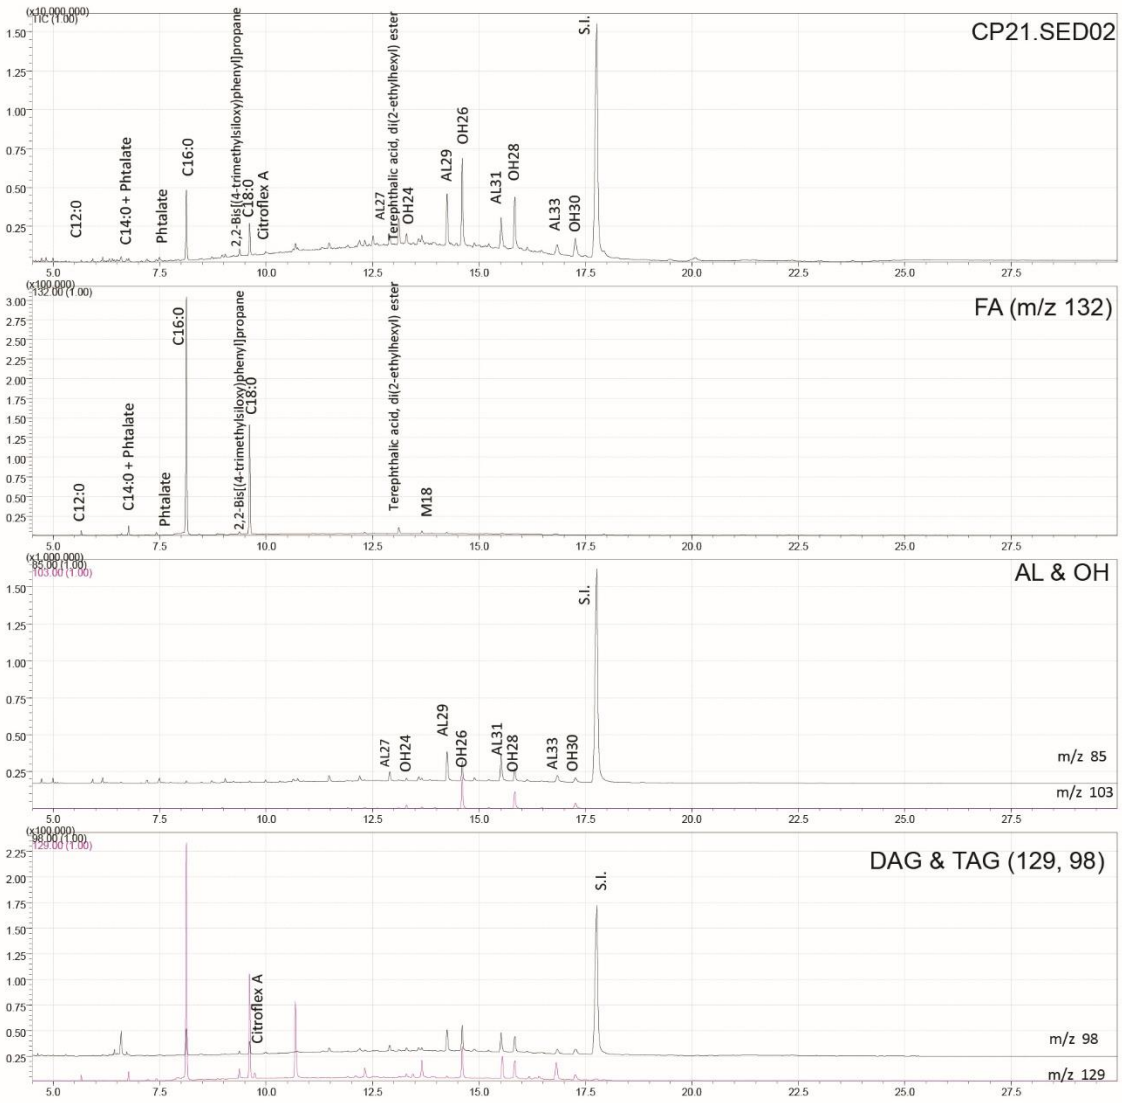 (x10,000,000)
TIC (1.00)
CP21.SED02
1.50
1.25
1.00
0.75
0.50
0.25
C12:0
C14:0 + Phtalate
Phtalate
C16:0
2,2-Bis[(4-trimethylsiloxy)phenyl]propane
C18:0
Citroflex A
AL27
Terephthalic acid, di(2-ethylhexyl) ester
OH24
AL29
OH26
AL31
OH28
AL33
OH30
S.I.
5.0 7.5 10.0 12.5 15.0 17.5 20.0 22.5 25.0 27.5
(x100,000)
132.00 (1.00)
FA (m/z 132)
3.00
2.75
2.50
2.25
2.00
1.75
1.50
1.25
1.00
0.75
0.50
0.25
C12:0
C14:0 + Phtalate
Phtalate
C16:0
2,2-Bis[(4-trimethylsiloxy)phenyl]propane
C18:0
Terephthalic acid, di(2-ethylhexyl) ester
M18
5.0 7.5 10.0 12.5 15.0 17.5 20.0 22.5 25.0 27.5
(x1,000,000)
85.00 (1.00)
103.00 (1.00)
AL & OH
1.50
1.25
1.00
0.75
0.50
0.25
AL27
OH24
AL29
OH26
AL31
OH28
AL33
OH30
S.I.
m/z 85
m/z 103
5.0 7.5 10.0 12.5 15.0 17.5 20.0 22.5 25.0 27.5
(x100,000)
98.00 (1.00)
129.00 (1.00)
DAG & TAG (129, 98)
2.25
2.00
1.75
1.50
1.25
1.00
0.75
0.50
0.25
Citroflex A
S.I.
m/z 98
m/z 129
5.0 7.5 10.0 12.5 15.0 17.5 20.0 22.5 25.0 27.5